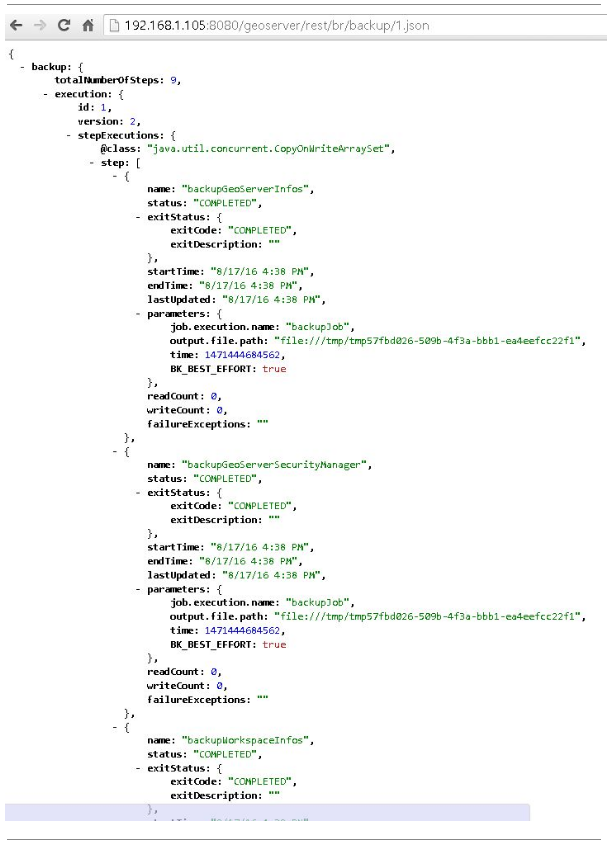 192.168.1.105:8080/geoserver/rest/br/backup/1.json
{
- backup: {
totalNumberOfSteps: 9,
- execution: {
id: 1,
version: 2,
- stepExecutions: {
@class: "java.util.concurrent.CopyOnWriteArraySet",
- step: [
- {
name: "backupGeoServerInfos",
status: "COMPLETED",
- exitStatus: {
exitCode: "COMPLETED",
exitDescription: ""
},
startTime: "8/17/16 4:38 PM",
endTime: "8/17/16 4:38 PM",
lastUpdated: "8/17/16 4:38 PM",
- parameters: {
job.execution.name: "backupJob",
output.file.path: "file:///tmp/tmp57fbd026-509b-4f3a-bbb1-ea4eefcc22f1",
time: 1471444684562,
BK_BEST_EFFORT: true
},
readCount: 0,
writeCount: 0,
failureExceptions: ""
},
- {
name: "backupGeoServerSecurityManager",
status: "COMPLETED",
- exitStatus: {
exitCode: "COMPLETED",
exitDescription: ""
},
startTime: "8/17/16 4:38 PM",
endTime: "8/17/16 4:38 PM",
lastUpdated: "8/17/16 4:38 PM",
- parameters: {
job.execution.name: "backupJob",
output.file.path: "file:///tmp/tmp57fbd026-509b-4f3a-bbb1-ea4eefcc22f1",
time: 1471444684562,
BK_BEST_EFFORT: true
},
readCount: 0,
writeCount: 0,
failureExceptions: ""
},
- {
name: "backupWorkspaceInfos",
status: "COMPLETED",
- exitStatus: {
exitCode: "COMPLETED",
exitDescription: ""
},